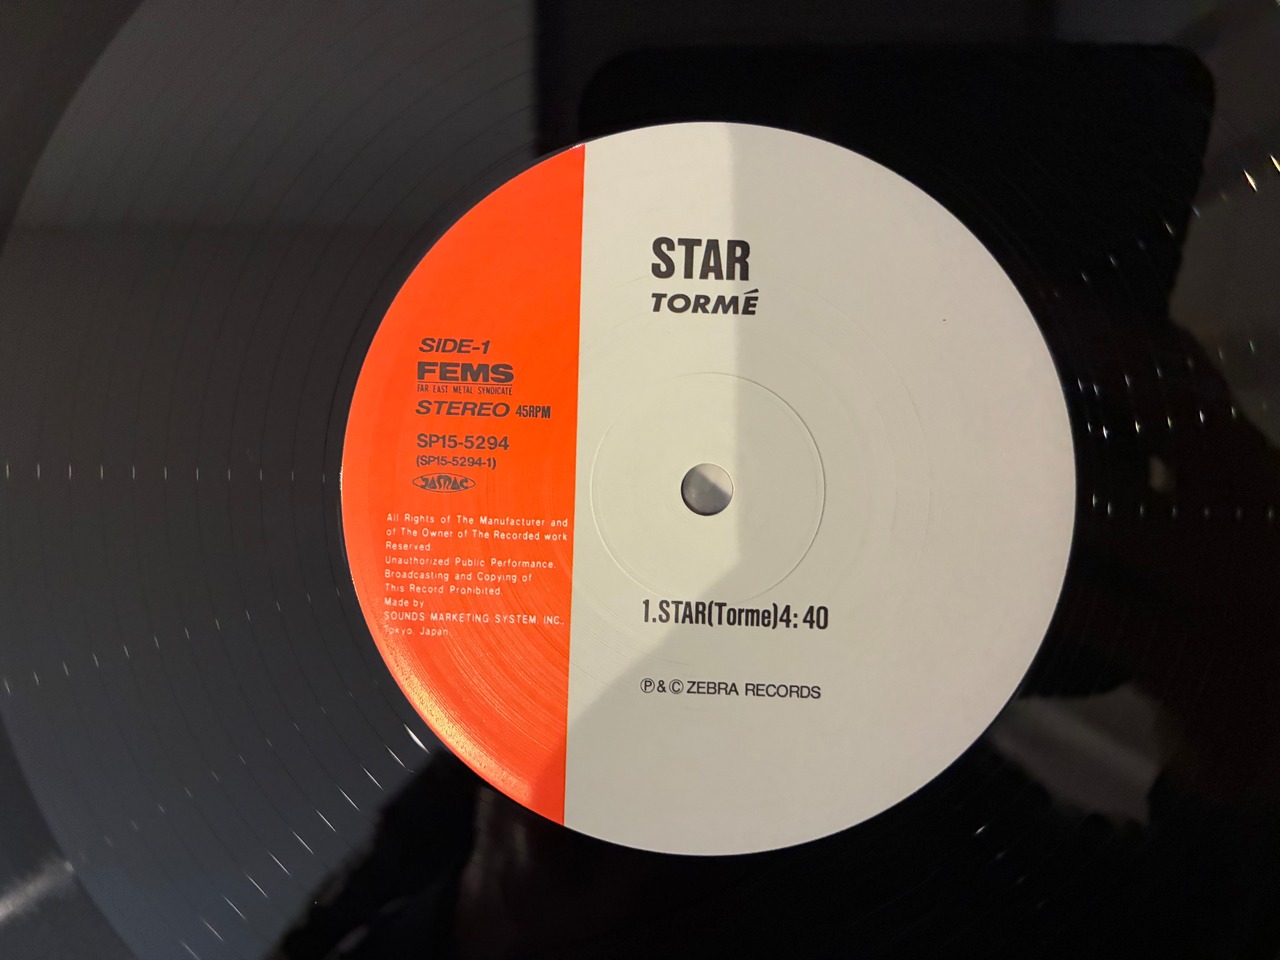 STAR
TORMÉ
SIDE-1
FEMS
FAR EAST METAL SYNDICATE
STEREO 45RPM
SP15-5294
(SP15-5294-1)
JASRAC
All Rights of The Manufacturer and
of The Owner of The Recorded work
Reserved.
Unauthorized Public Performance.
Broadcasting and Copying of
This Record Prohibited.
Made by
SOUNDS MARKETING SYSTEM, INC.,
Tokyo. Japan.
1.STAR(Torme)4:40
Ⓟ&Ⓒ ZEBRA RECORDS